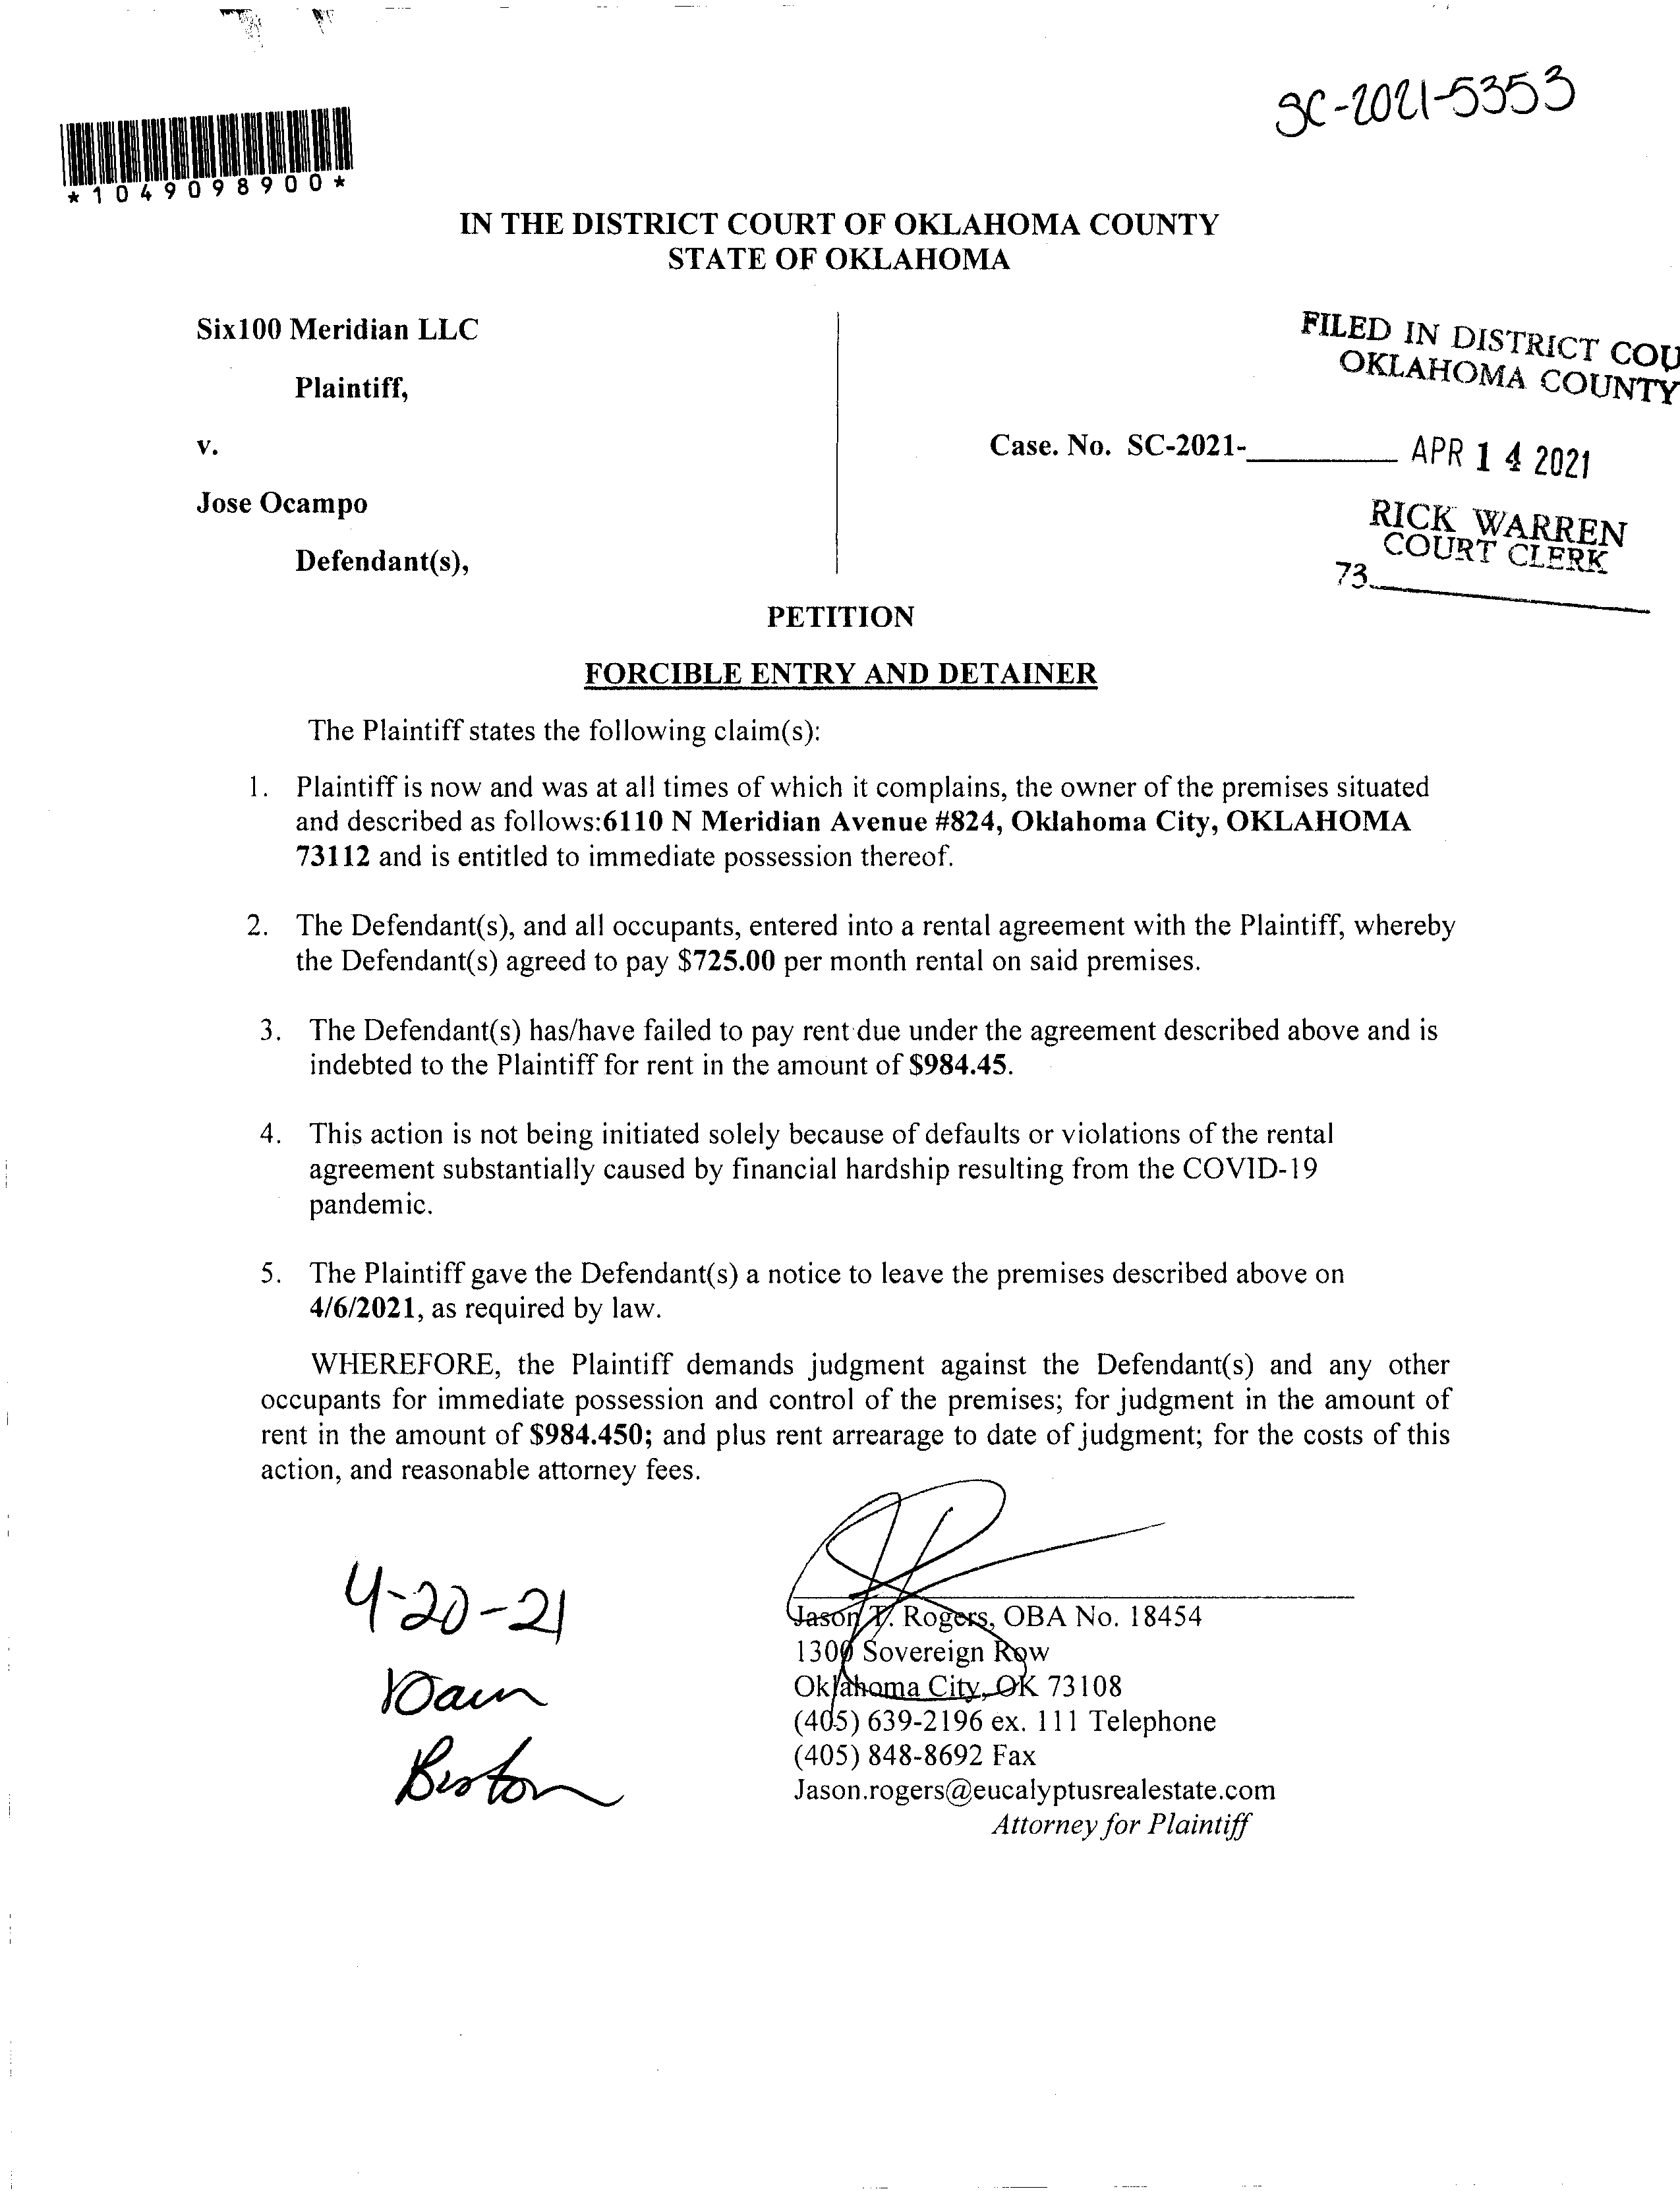 SC-2021-5353
*1049098900*
IN THE DISTRICT COURT OF OKLAHOMA COUNTY
STATE OF OKLAHOMA
Six100 Meridian LLC
Plaintiff,
v.
Jose Ocampo
Defendant(s),
FILED IN DISTRICT COU
OKLAHOMA COUNTY
Case. No. SC-2021-__________
APR 14 2021
RICK WARREN
COURT CLERK
73.__________
PETITION
FORCIBLE ENTRY AND DETAINER
The Plaintiff states the following claim(s):
1. Plaintiff is now and was at all times of which it complains, the owner of the premises situated
and described as follows:6110 N Meridian Avenue #824, Oklahoma City, OKLAHOMA
73112 and is entitled to immediate possession thereof.
2. The Defendant(s), and all occupants, entered into a rental agreement with the Plaintiff, whereby
the Defendant(s) agreed to pay $725.00 per month rental on said premises.
3. The Defendant(s) has/have failed to pay rent due under the agreement described above and is
indebted to the Plaintiff for rent in the amount of $984.45.
4. This action is not being initiated solely because of defaults or violations of the rental
agreement substantially caused by financial hardship resulting from the COVID-19
pandemic.
5. The Plaintiff gave the Defendant(s) a notice to leave the premises described above on
4/6/2021, as required by law.
WHEREFORE, the Plaintiff demands judgment against the Defendant(s) and any other
occupants for immediate possession and control of the premises; for judgment in the amount of
rent in the amount of $984.450; and plus rent arrearage to date of judgment; for the costs of this
action, and reasonable attorney fees.
4-20-21
10am
Jason T. Rogers, OBA No. 18454
1300 Sovereign Row
Oklahoma City, OK 73108
(405) 639-2196 ex. 111 Telephone
(405) 848-8692 Fax
Jason.rogers@eucalyptusrealestate.com
Attorney for Plaintiff